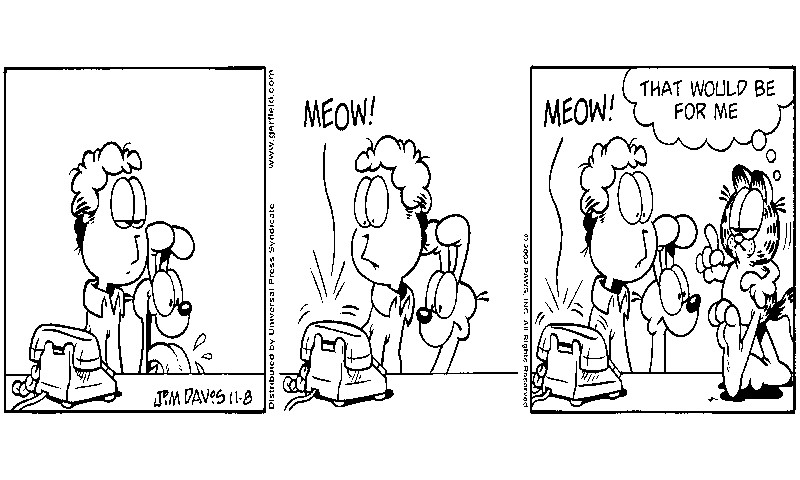 JIM DAVIS 11-8
www.garfield.com
Distributed by Universal Press Syndicate
MEOW!
© 2002 PAWS, INC. All Rights Reserved.
MEOW!
THAT WOULD BE
FOR ME